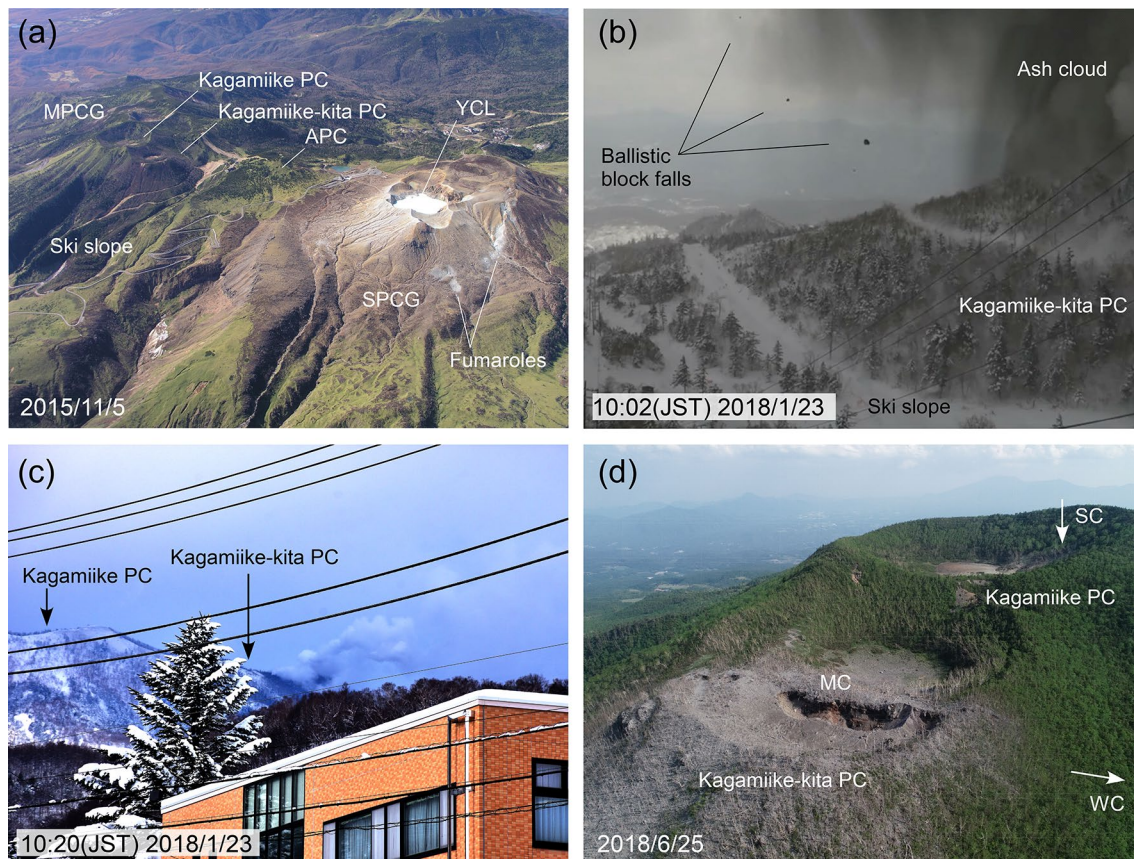 (a)
Kagamiike PC
MPCG
Kagamiike-kita PC
YCL
APC
Ski slope
SPCG
Fumaroles
2015/11/5
(b)
Ash cloud
Ballistic
block falls
Kagamiike-kita PC
Ski slope
10:02(JST) 2018/1/23
(c)
Kagamiike-kita PC
Kagamiike PC
10:20(JST) 2018/1/23
(d)
SC
Kagamiike PC
MC
Kagamiike-kita PC
WC
2018/6/25